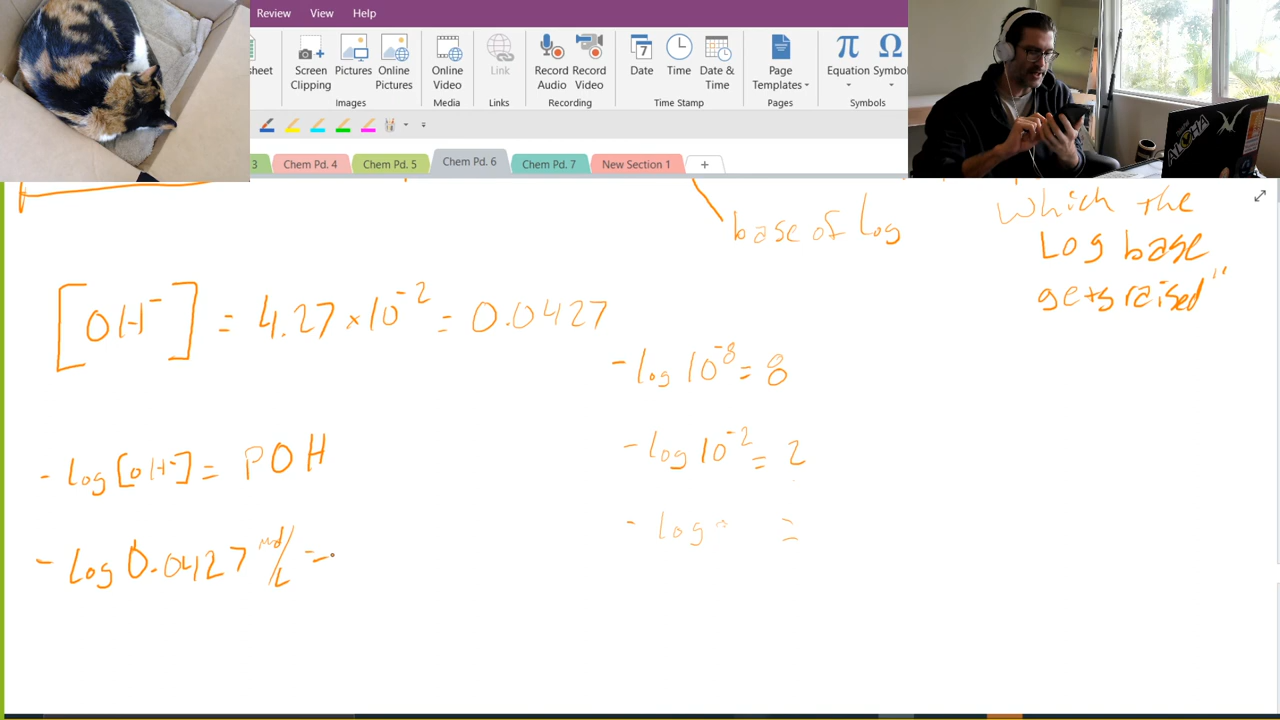 Review View Help
sheet Screen Clipping Pictures Online Pictures Online Video Link Record Audio Record Video Date Time Date & Time Page Templates Equation Symbol
Images Media Links Recording Time Stamp Pages Symbols
3 Chem Pd. 4 Chem Pd. 5 Chem Pd. 6 Chem Pd. 7 New Section 1 +
ALOHA
which the
base of log
Log base
gets raised"
[OH⁻] = 4.27 × 10⁻² = 0.0427
-log 10⁻⁸ = 8
-log[OH⁻] = POH
-log 10⁻² = 2
-log =
-log 0.0427 mol/L =